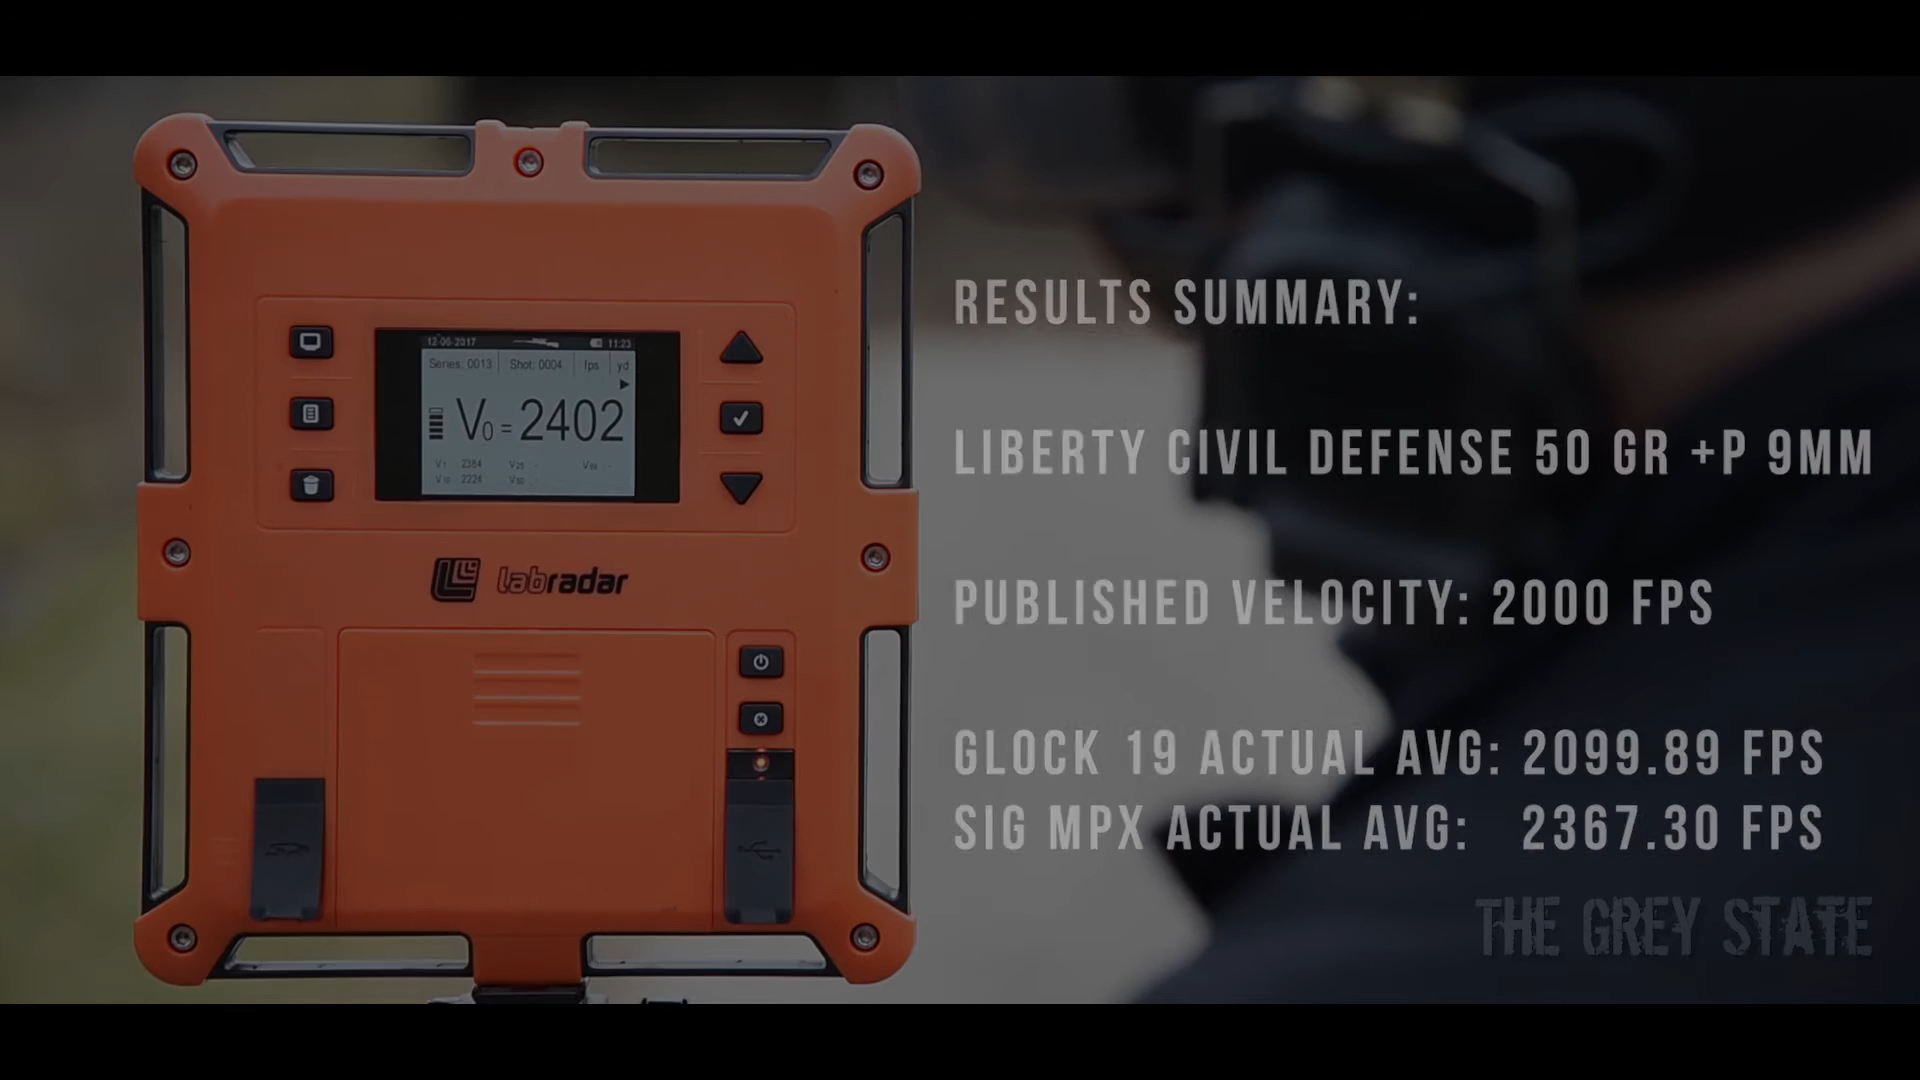 12-06-2017 11:23
Series: 0013 Shot: 0004 fps yd
V0 = 2402
V1 2384 V25 -
V10 2224 V50 -
labradar
RESULTS SUMMARY:
LIBERTY CIVIL DEFENSE 50 GR +P 9MM
PUBLISHED VELOCITY: 2000 FPS
GLOCK 19 ACTUAL AVG: 2099.89 FPS
SIG MPX ACTUAL AVG: 2367.30 FPS
THE GREY STATE